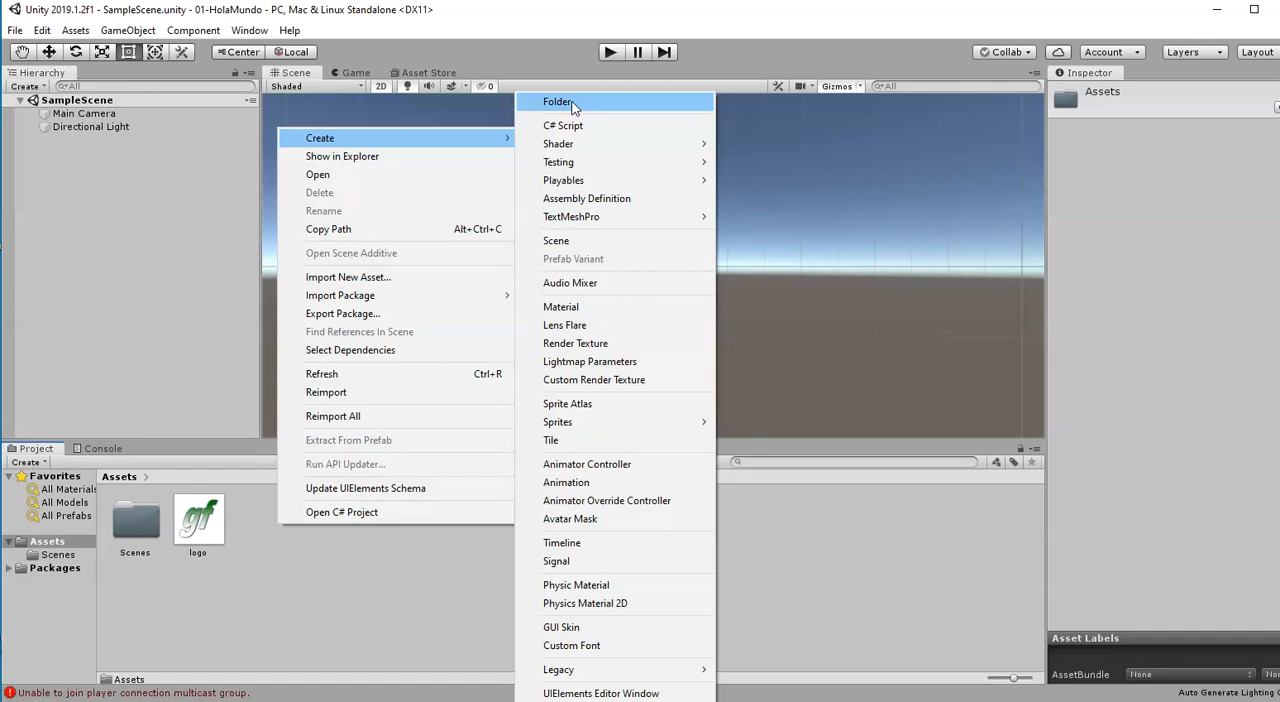 Unity 2019.1.2f1 - SampleScene.unity - 01-HolaMundo - PC, Mac & Linux Standalone <DX11>
File Edit Assets GameObject Component Window Help
Center Local Collab Account Layers Layout
Hierarchy Scene Game Asset Store Inspector
Create All Shaded 2D 0 Gizmos All
Assets
SampleScene
Main Camera
Directional Light
Create
Show in Explorer
Open
Delete
Rename
Copy Path Alt+Ctrl+C
Open Scene Additive
Import New Asset...
Import Package
Export Package...
Find References In Scene
Select Dependencies
Refresh Ctrl+R
Reimport
Reimport All
Extract From Prefab
Run API Updater...
Update UIElements Schema
Open C# Project
Folder
C# Script
Shader
Testing
Playables
Assembly Definition
TextMeshPro
Scene
Prefab Variant
Audio Mixer
Material
Lens Flare
Render Texture
Lightmap Parameters
Custom Render Texture
Sprite Atlas
Sprites
Tile
Animator Controller
Animation
Animator Override Controller
Avatar Mask
Timeline
Signal
Physic Material
Physics Material 2D
GUI Skin
Custom Font
Legacy
UIElements Editor Window
Project Console
Create
Favorites
All Materials
All Models
All Prefabs
Assets
Scenes
Packages
Assets
gf
Scenes logo
Assets
Asset Labels
AssetBundle None
Unable to join player connection multicast group.
Auto Generate Lighting